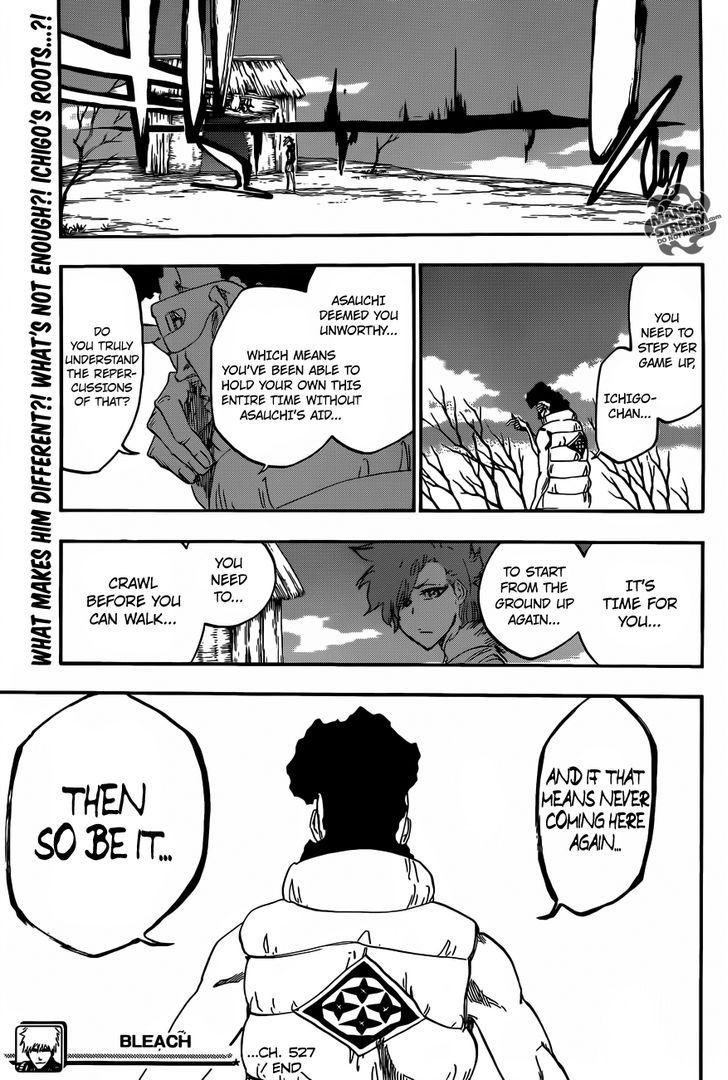 WHAT MAKES HIM DIFFERENT?! WHAT'S NOT ENOUGH?! ICHIGO'S ROOTS...?!
MANGA
STREAM.com
DO NOT MIRROR
YOU
NEED TO
STEP YER
GAME UP,
ICHIGO-
CHAN...
ASAUCHI
DEEMED YOU
UNWORTHY...
WHICH MEANS
YOU'VE BEEN ABLE TO
HOLD YOUR OWN THIS
ENTIRE TIME WITHOUT
ASAUCHI'S AID...
DO
YOU TRULY
UNDERSTAND
THE REPER-
CUSSIONS
OF THAT?
IT'S
TIME FOR
YOU...
TO START
FROM THE
GROUND UP
AGAIN...
YOU
NEED TO...
CRAWL
BEFORE YOU
CAN WALK...
AND IF THAT
MEANS NEVER
COMING HERE
AGAIN...
THEN
SO BE IT...
BLEACH
...CH. 527
/ END